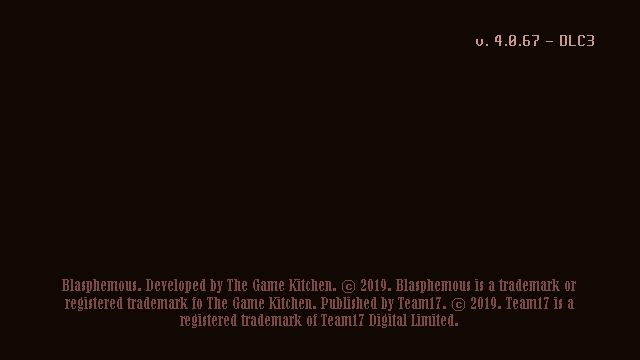 v. 4.0.67 - DLC3
Blasphemous. Developed by The Game Kitchen. © 2019. Blasphemous is a trademark or
registered trademark fo The Game Kitchen. Published by Team17. © 2019. Team17 is a
registered trademark of Team17 Digital Limited.